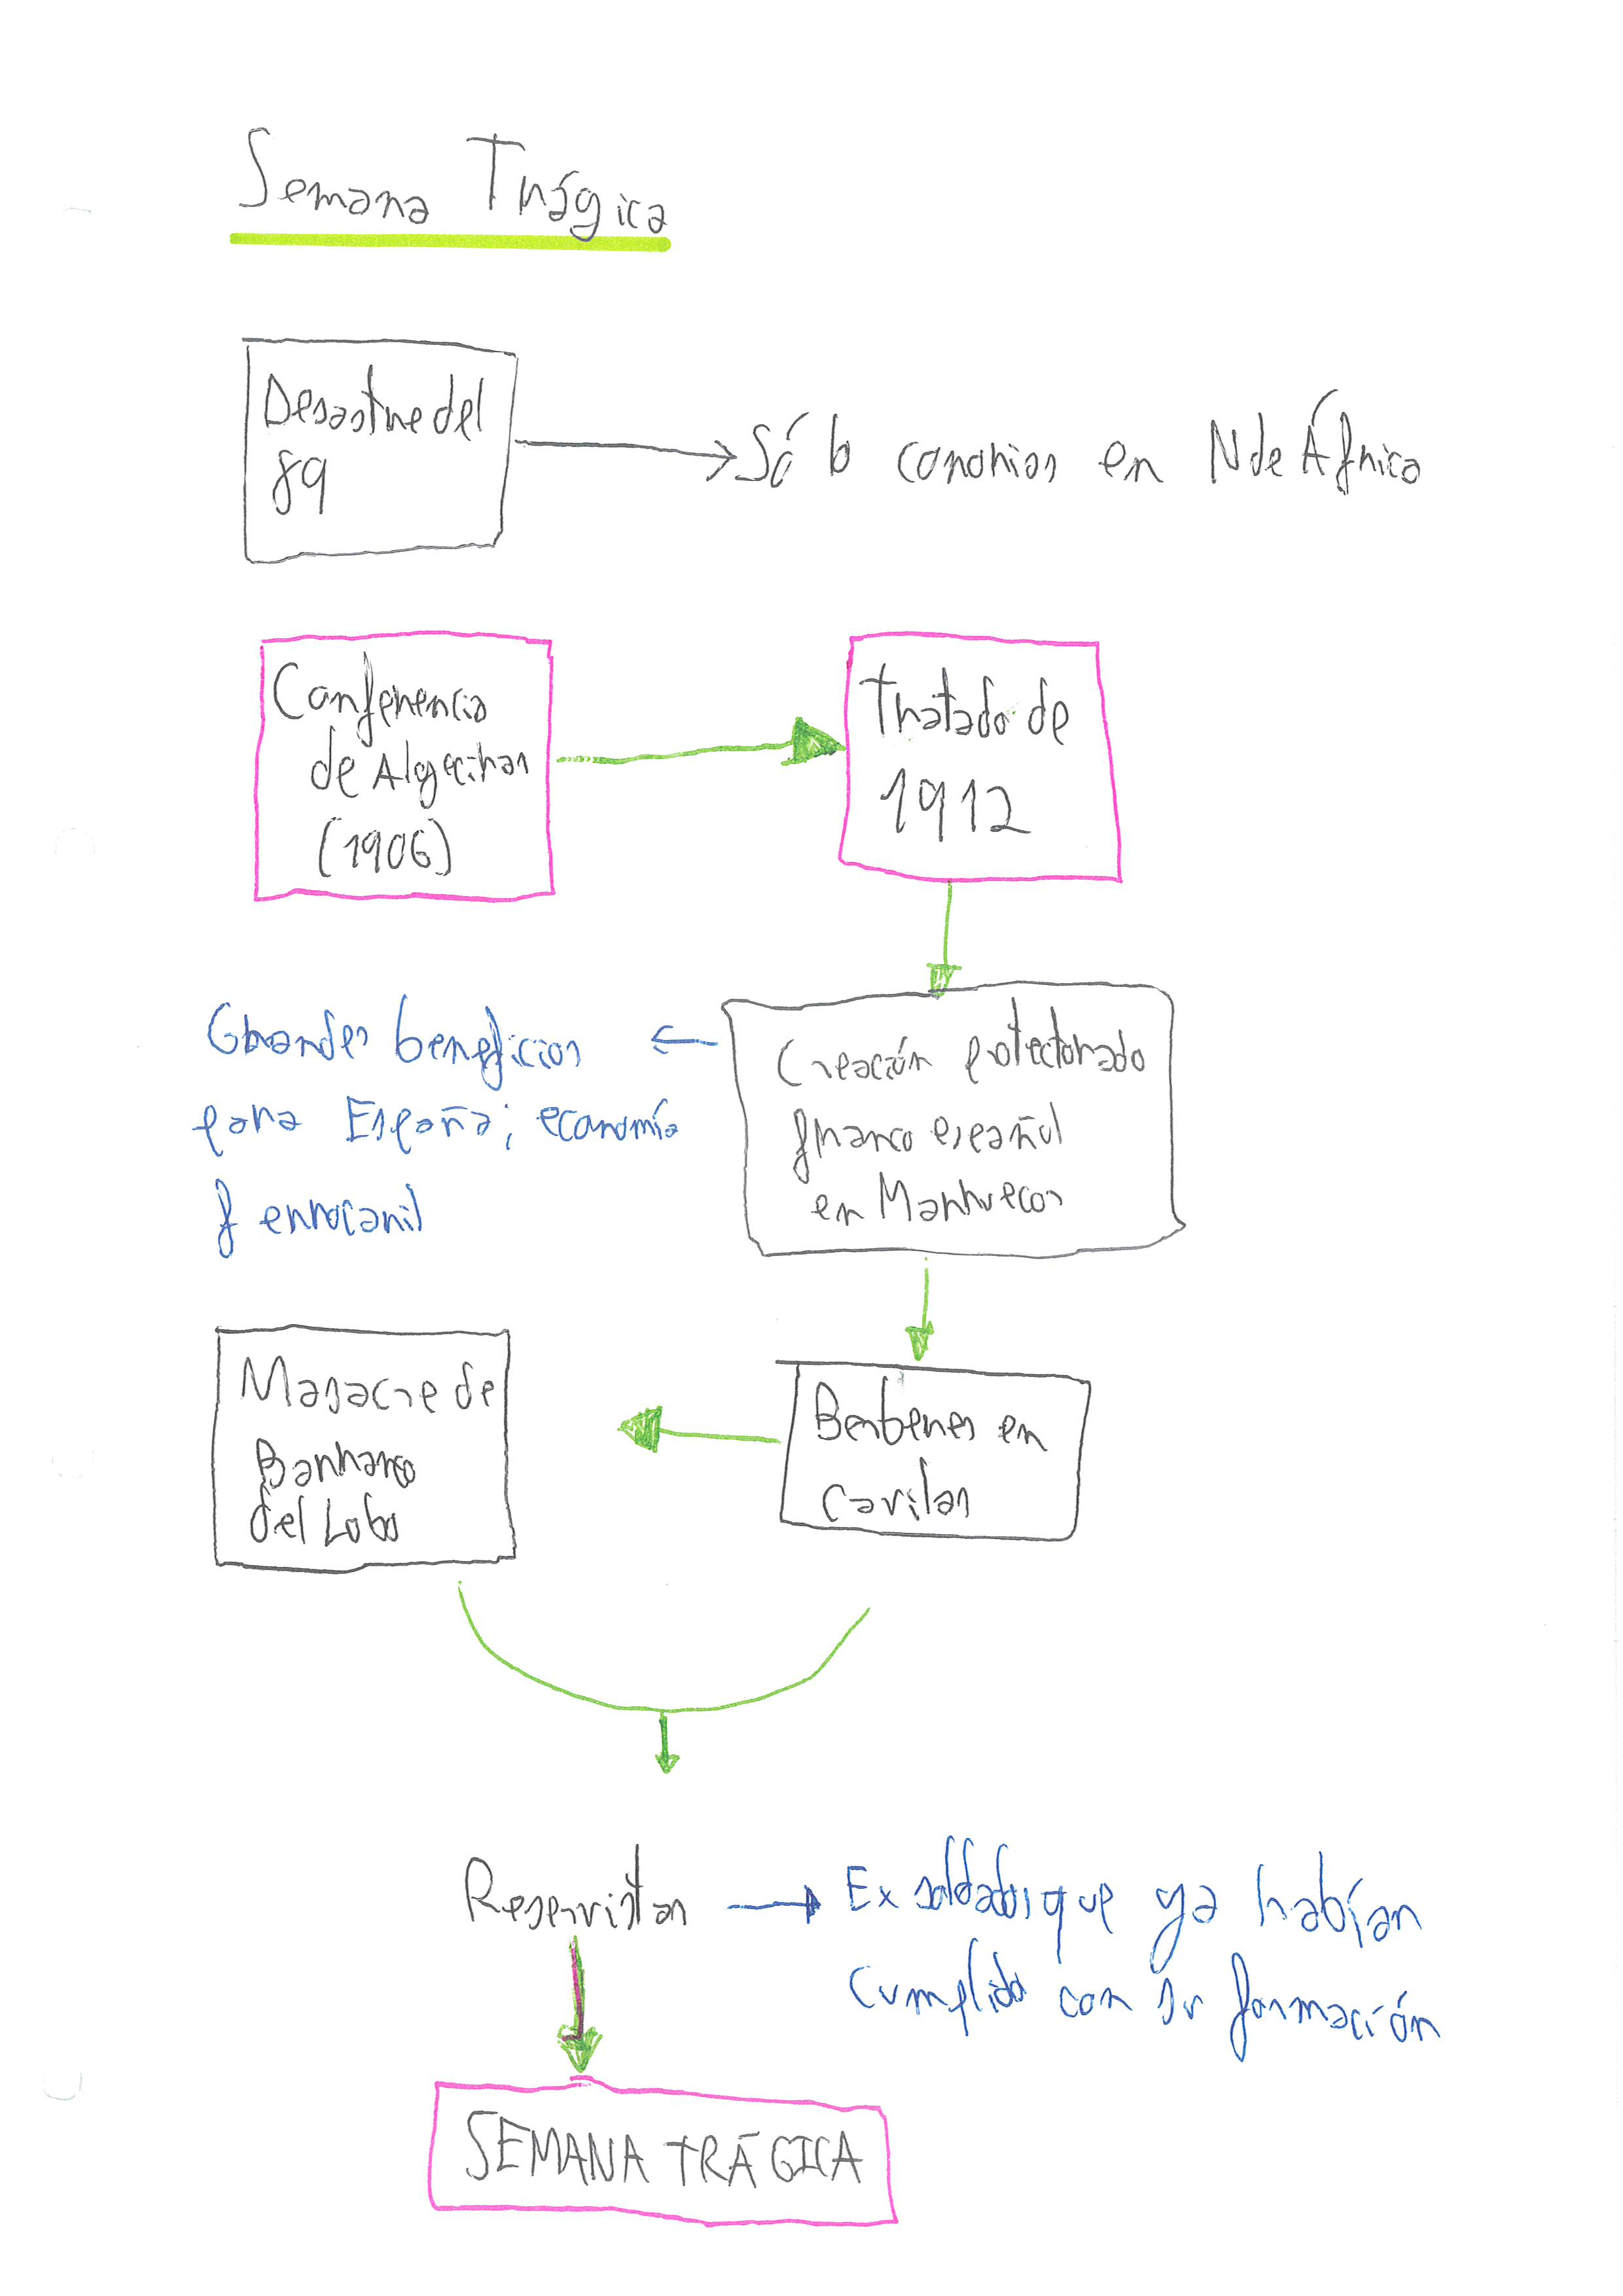 Semana Trágica
Desastre del
89
Sólo canarias en N de África
Conferencia
de Algeciras
(1906)
Tratado de
1912
Creación protectorado
franco español
en Marruecos
Grandes beneficios
para España; economía
ferrocarril
Masacre de
Barranco
del Lobo
Berberes en
Cavilas
Reservistas
Ex soldados que ya habían
cumplido con su formación
SEMANA TRÁGICA